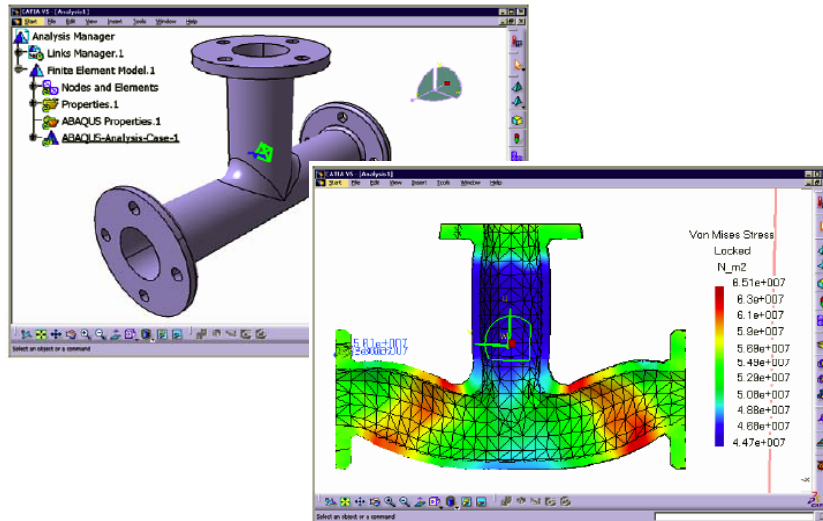 CATIA V5 - [Analysis1]
Start File Edit View Insert Tools Window Help
Analysis Manager
Links Manager.1
Finite Element Model.1
Nodes and Elements
Properties.1
ABAQUS Properties.1
ABAQUS-Analysis-Case-1
Select an object or a command
CATIA V5 - [Analysis1]
Start File Edit View Insert Tools Window Help
Von Mises Stress
Locked
N_m2
6.51e+007
6.3e+007
6.1e+007
5.9e+007
5.69e+007
5.49e+007
5.29e+007
5.08e+007
4.88e+007
4.68e+007
4.47e+007
Select an object or a command